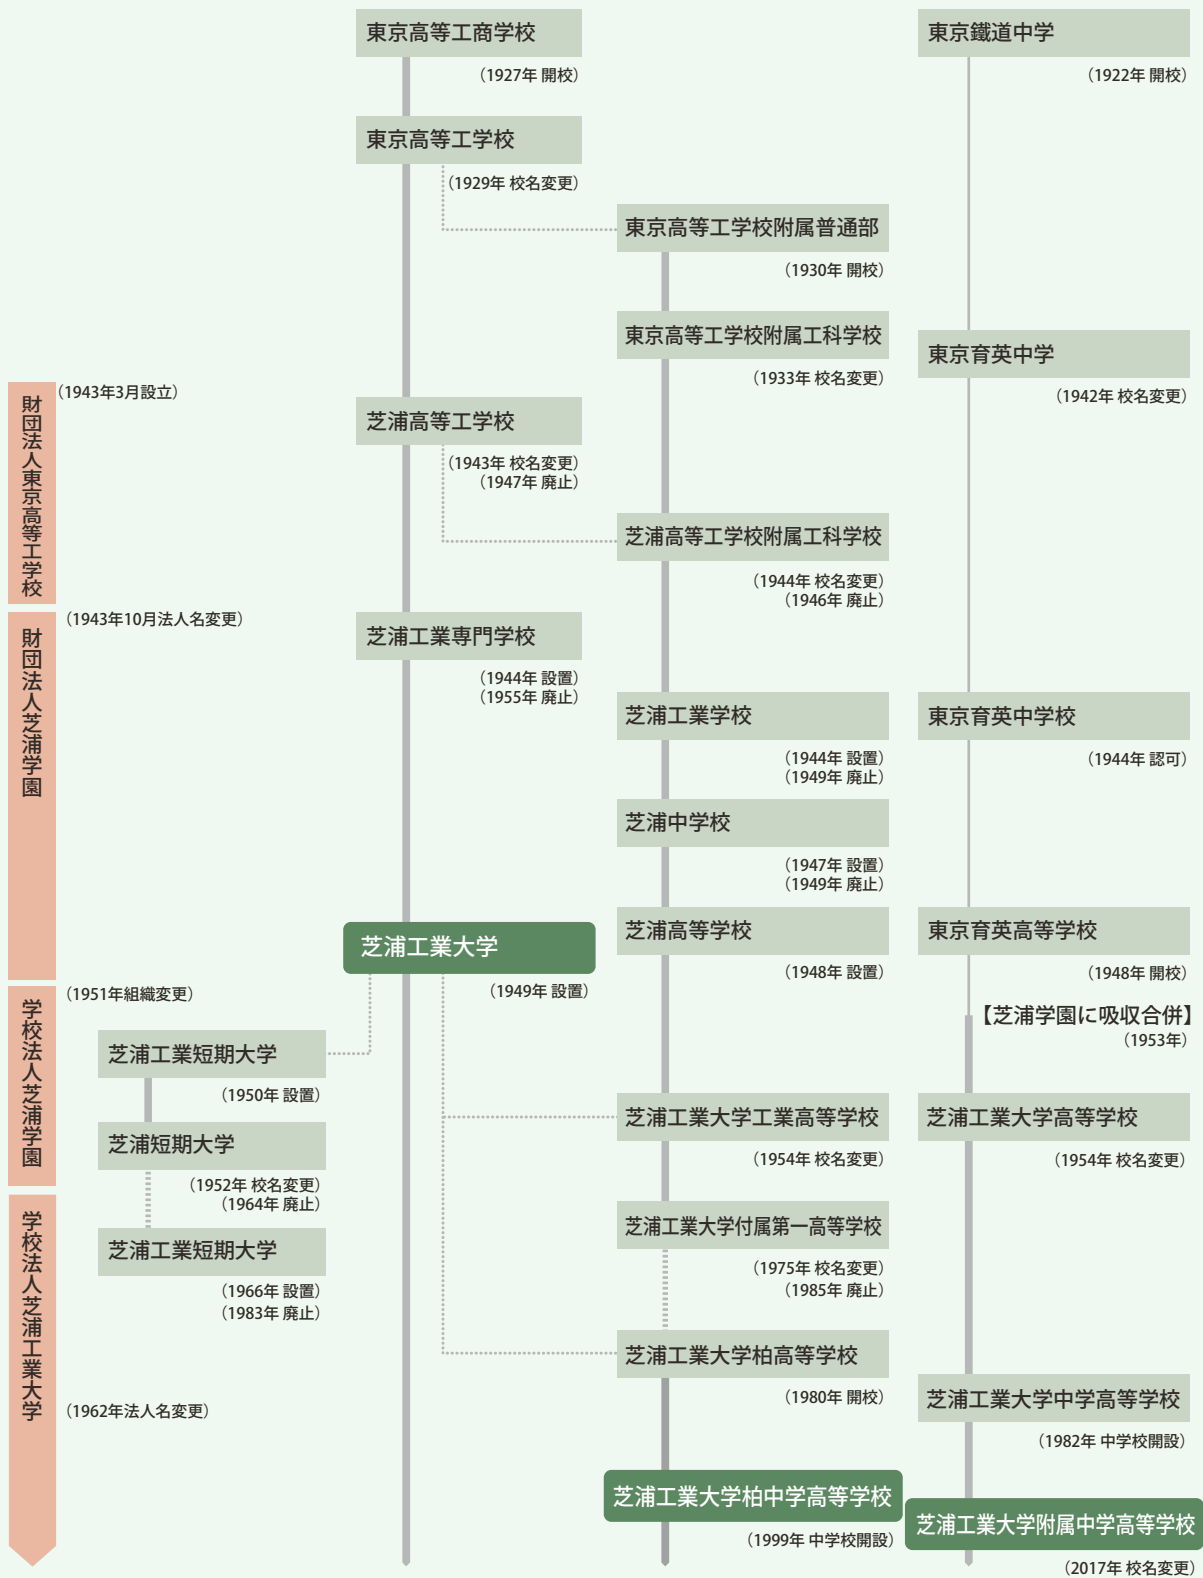 東京高等工商学校
（1927年 開校）
東京鐵道中学
（1922年 開校）
東京高等工学校
（1929年 校名変更）
東京高等工学校附属普通部
（1930年 開校）
東京高等工学校附属工科学校
（1933年 校名変更）
東京育英中学
（1942年 校名変更）
財団法人東京高等工学校
（1943年3月設立）
芝浦高等工学校
（1943年 校名変更）
（1947年 廃止）
芝浦高等工学校附属工科学校
（1944年 校名変更）
（1946年 廃止）
財団法人芝浦学園
（1943年10月法人名変更）
芝浦工業専門学校
（1944年 設置）
（1955年 廃止）
芝浦工業学校
（1944年 設置）
（1949年 廃止）
東京育英中学校
（1944年 認可）
芝浦中学校
（1947年 設置）
（1949年 廃止）
芝浦工業大学
（1949年 設置）
芝浦高等学校
（1948年 設置）
東京育英高等学校
（1948年 開校）
【芝浦学園に吸収合併】
（1953年）
学校法人芝浦学園
（1951年組織変更）
芝浦工業短期大学
（1950年 設置）
芝浦短期大学
（1952年 校名変更）
（1964年 廃止）
芝浦工業大学工業高等学校
（1954年 校名変更）
芝浦工業大学高等学校
（1954年 校名変更）
学校法人芝浦工業大学
（1962年法人名変更）
芝浦工業短期大学
（1966年 設置）
（1983年 廃止）
芝浦工業大学付属第一高等学校
（1975年 校名変更）
（1985年 廃止）
芝浦工業大学柏高等学校
（1980年 開校）
芝浦工業大学中学高等学校
（1982年 中学校開設）
芝浦工業大学柏中学高等学校
（1999年 中学校開設）
芝浦工業大学附属中学高等学校
（2017年 校名変更）